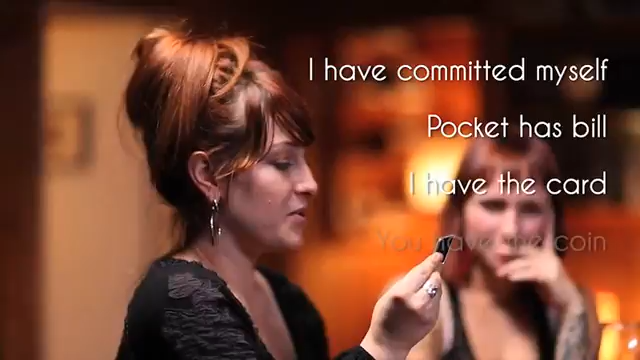 I have committed myself
Pocket has bill
I have the card
You have the coin